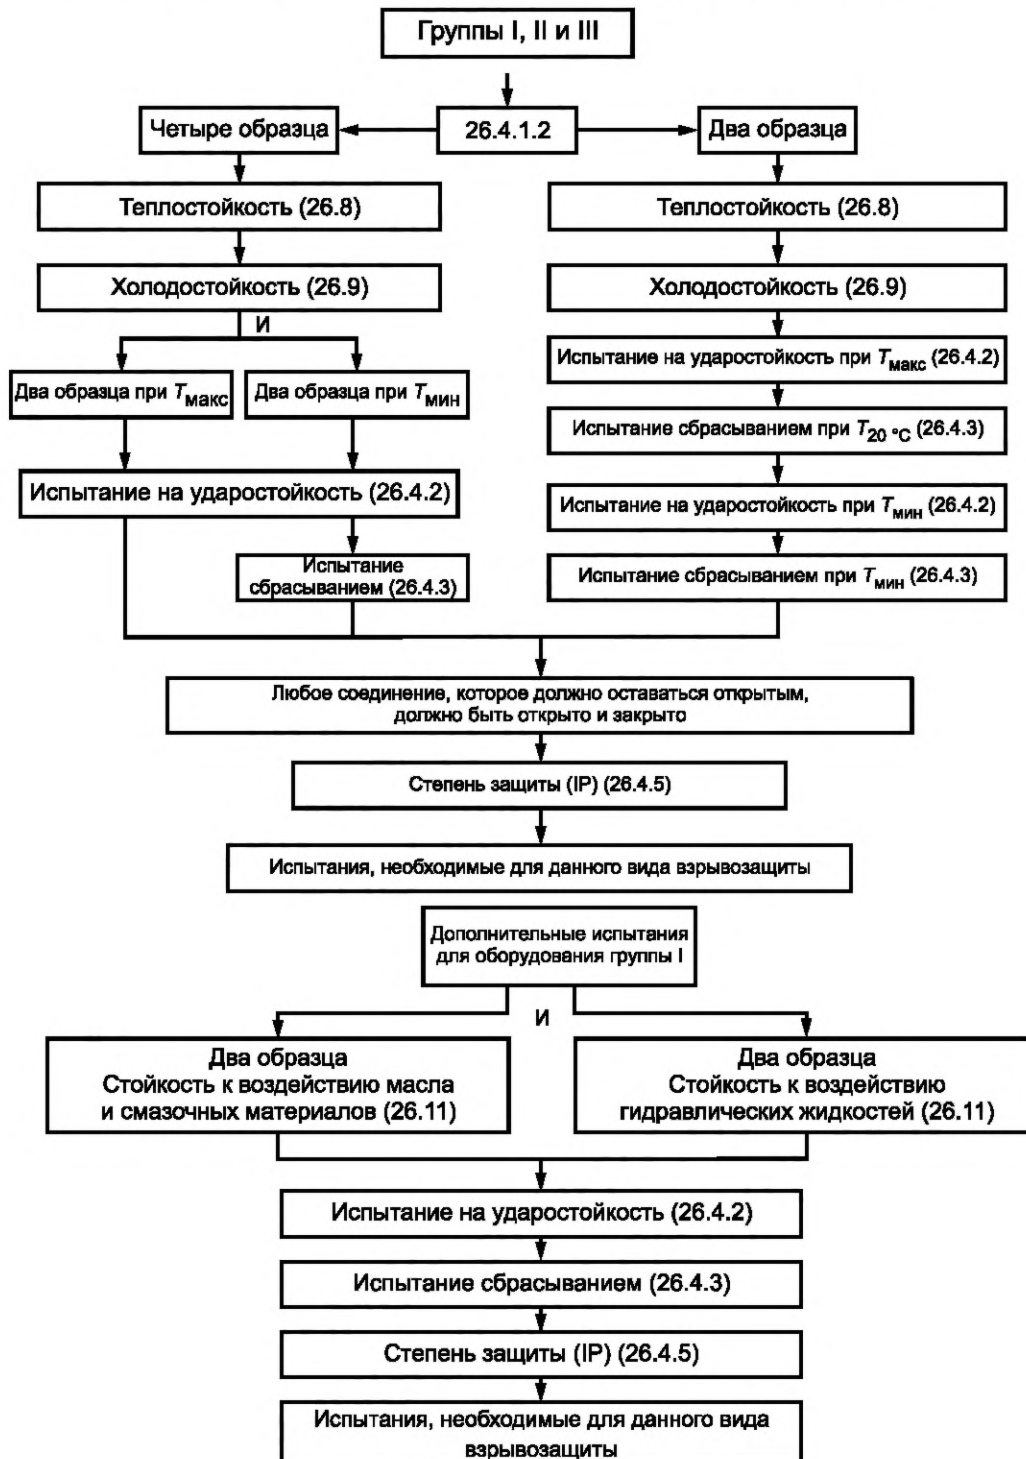 Группы I, II и III
Четыре образца
26.4.1.2
Два образца
Теплостойкость (26.8)
Теплостойкость (26.8)
Холодостойкость (26.9)
Холодостойкость (26.9)
И
Два образца при Tмакс
Два образца при Tмин
Испытание на ударостойкость при Tмакс (26.4.2)
Испытание сбрасыванием при T20 °C (26.4.3)
Испытание на ударостойкость (26.4.2)
Испытание на ударостойкость при Tмин (26.4.2)
Испытание
сбрасыванием (26.4.3)
Испытание сбрасыванием при Tмин (26.4.3)
Любое соединение, которое должно оставаться открытым,
должно быть открыто и закрыто
Степень защиты (IP) (26.4.5)
Испытания, необходимые для данного вида взрывозащиты
Дополнительные испытания
для оборудования группы I
И
Два образца
Стойкость к воздействию масла
и смазочных материалов (26.11)
Два образца
Стойкость к воздействию
гидравлических жидкостей (26.11)
Испытание на ударостойкость (26.4.2)
Испытание сбрасыванием (26.4.3)
Степень защиты (IP) (26.4.5)
Испытания, необходимые для данного вида
взрывозащиты